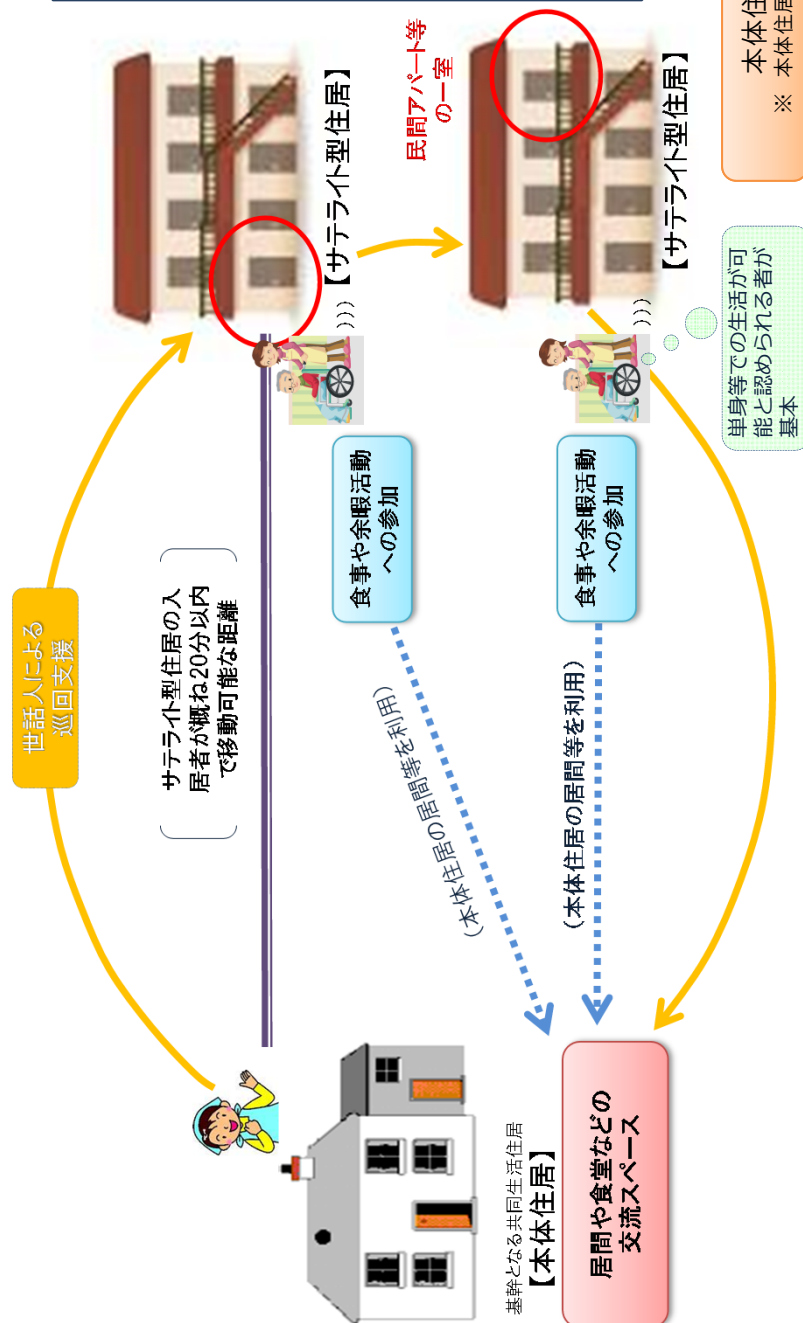 世話人による
巡回支援
サテライト型住居の入
居者が概ね20分以内
で移動可能な距離
【サテライト型住居】
民間アパート等
の一室
【サテライト型住居】
食事や余暇活動
への参加
食事や余暇活動
への参加
(本体住居の居間等を利用)
(本体住居の居間等を利用)
単身等での生活が可
能と認められる者が
基本
基幹となる共同生活住居
【本体住居】
居間や食堂などの
交流スペース
本体住
※ 本体住居